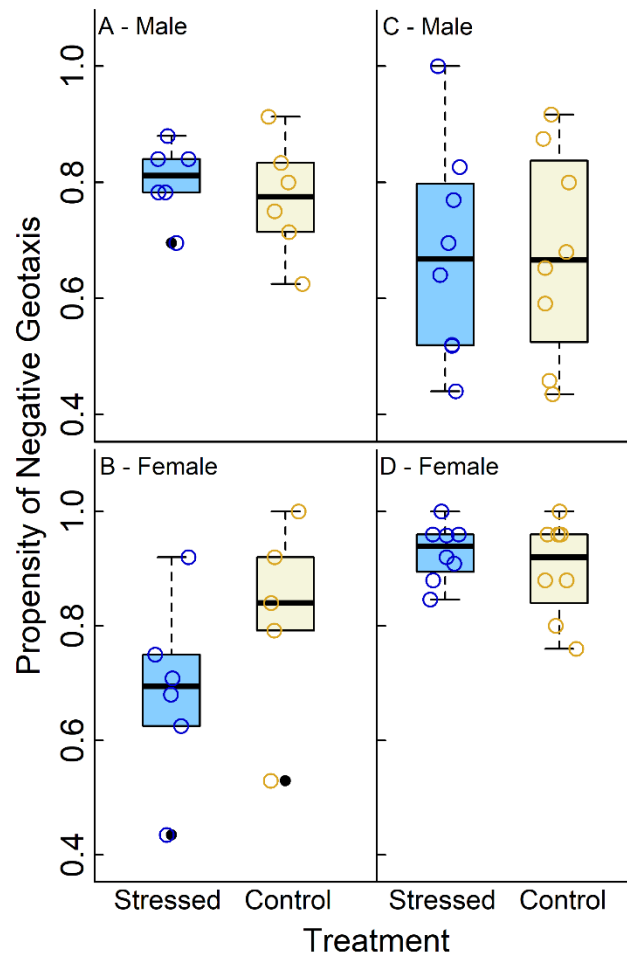 A - Male
C - Male
1.0
0.8
0.6
0.4
Propensity of Negative Geotaxis
B - Female
D - Female
1.0
0.8
0.6
0.4
Stressed Control Stressed Control
Treatment